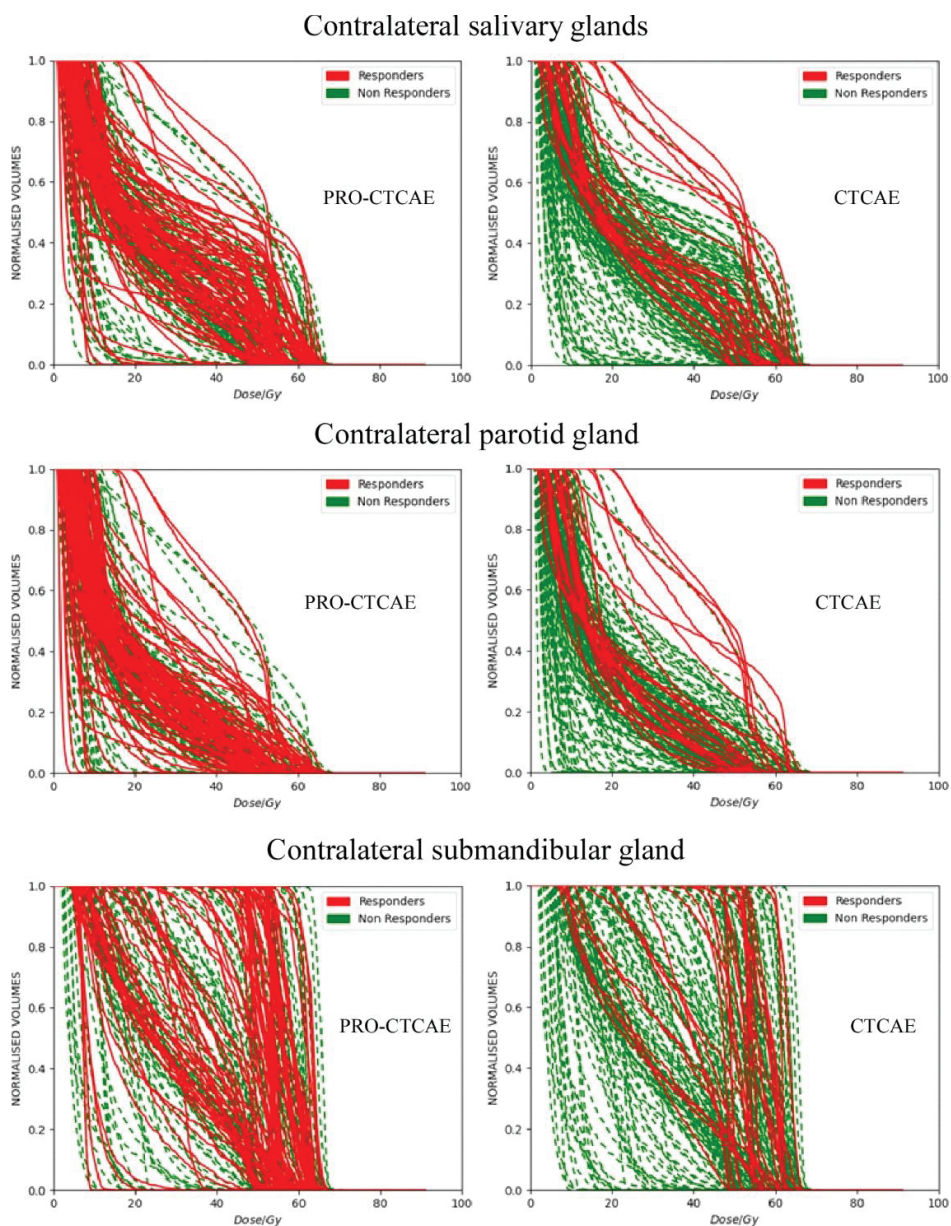 Contralateral salivary glands
1.0
0.8
0.6
0.4
0.2
0.0
NORMALISED VOLUMES
Responders
Non Responders
PRO-CTCAE
0 20 40 60 80 100
Dose/Gy
1.0
0.8
0.6
0.4
0.2
0.0
NORMALISED VOLUMES
Responders
Non Responders
CTCAE
0 20 40 60 80 100
Dose/Gy
Contralateral parotid gland
1.0
0.8
0.6
0.4
0.2
0.0
NORMALISED VOLUMES
Responders
Non Responders
PRO-CTCAE
0 20 40 60 80 100
Dose/Gy
1.0
0.8
0.6
0.4
0.2
0.0
NORMALISED VOLUMES
Responders
Non Responders
CTCAE
0 20 40 60 80 100
Dose/Gy
Contralateral submandibular gland
1.0
0.8
0.6
0.4
0.2
0.0
NORMALISED VOLUMES
Responders
Non Responders
PRO-CTCAE
0 20 40 60 80 100
Dose/Gy
1.0
0.8
0.6
0.4
0.2
0.0
NORMALISED VOLUMES
Responders
Non Responders
CTCAE
0 20 40 60 80 100
Dose/Gy